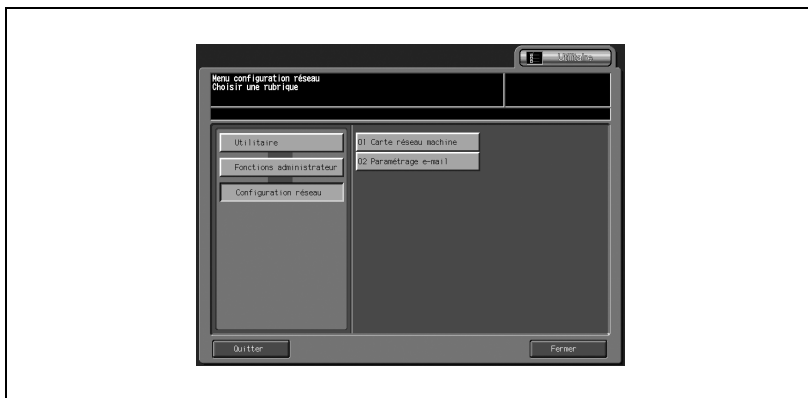 Utilitaire
Menu configuration réseau
Choisir une rubrique
Utilitaire
01 Carte réseau machine
Fonctions administrateur
02 Paramétrage e-mail
Configuration réseau
Quitter
Fermer